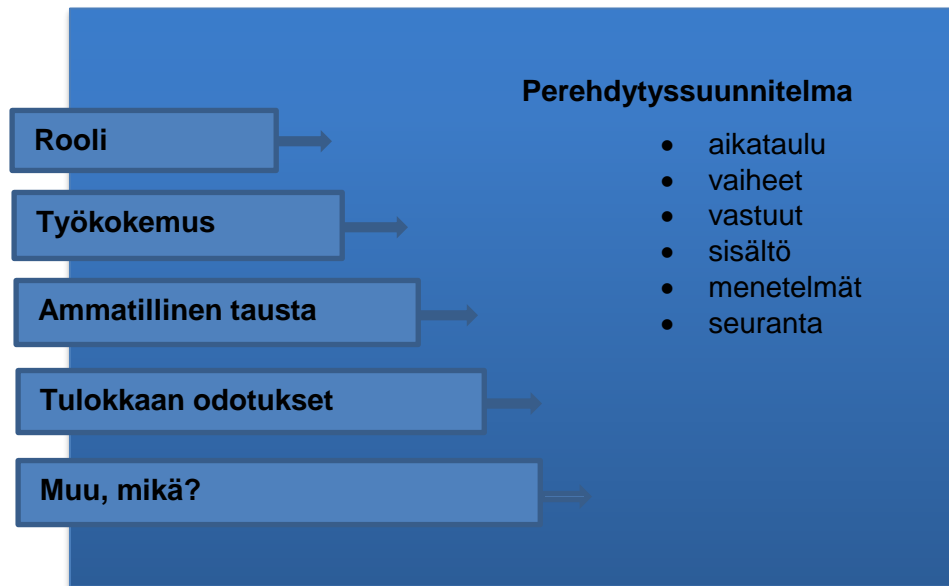 Perehdytyssuunnitelma
• aikataulu
• vaiheet
• vastuut
• sisältö
• menetelmät
• seuranta
Rooli
Työkokemus
Ammatillinen tausta
Tulokkaan odotukset
Muu, mikä?